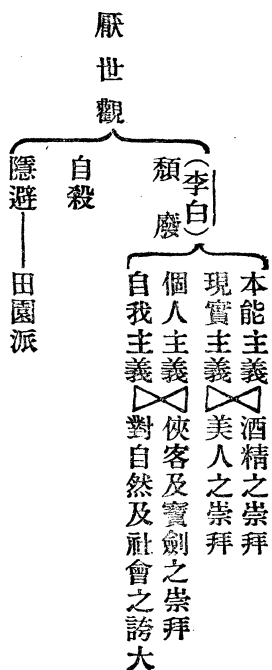 厭世觀
(李白)
頹廢
自殺
隱避——田園派
本能主義 酒精之崇拜
現實主義 美人之崇拜
個人主義 俠客及寶劍之崇拜
自我主義 對自然及社會之誇大